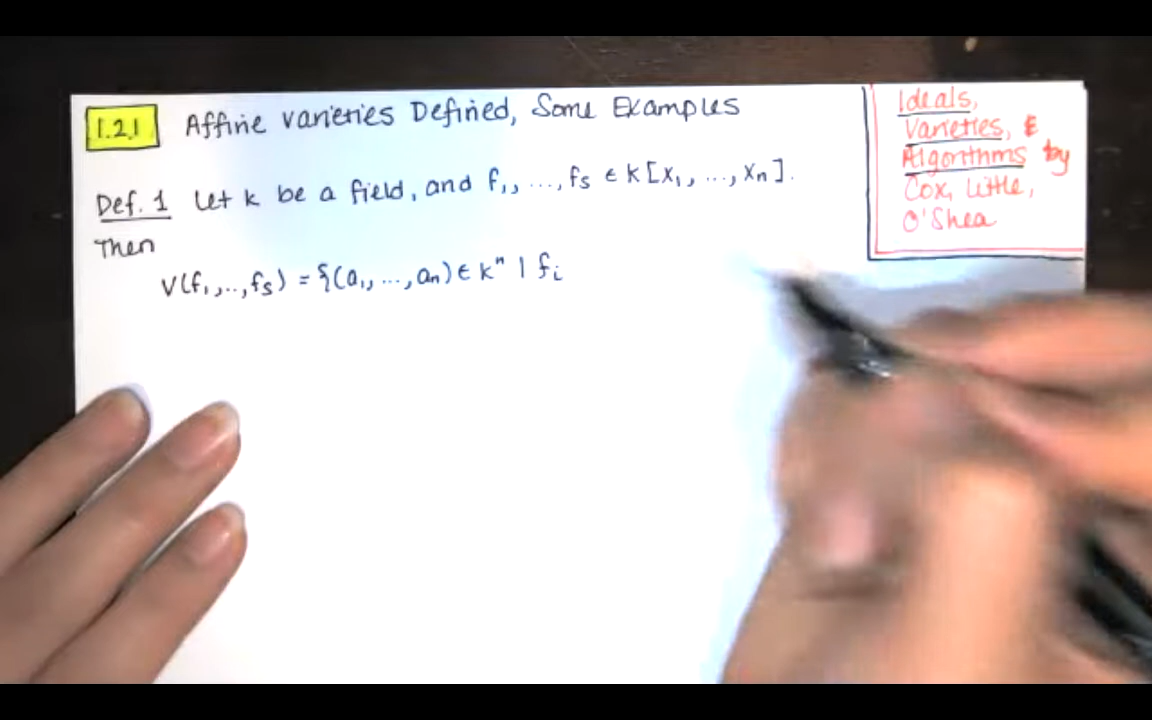 1.2.1 Affine varieties Defined, Some Examples
Def. 1 Let k be a field, and f₁, ..., fs ∈ k[x₁, ..., xn].
Then
V(f₁,..,fs) = {(a₁, ..., an) ∈ kⁿ | fi
Ideals,
Varieties, &
Algorithms by
Cox, Little,
O'Shea